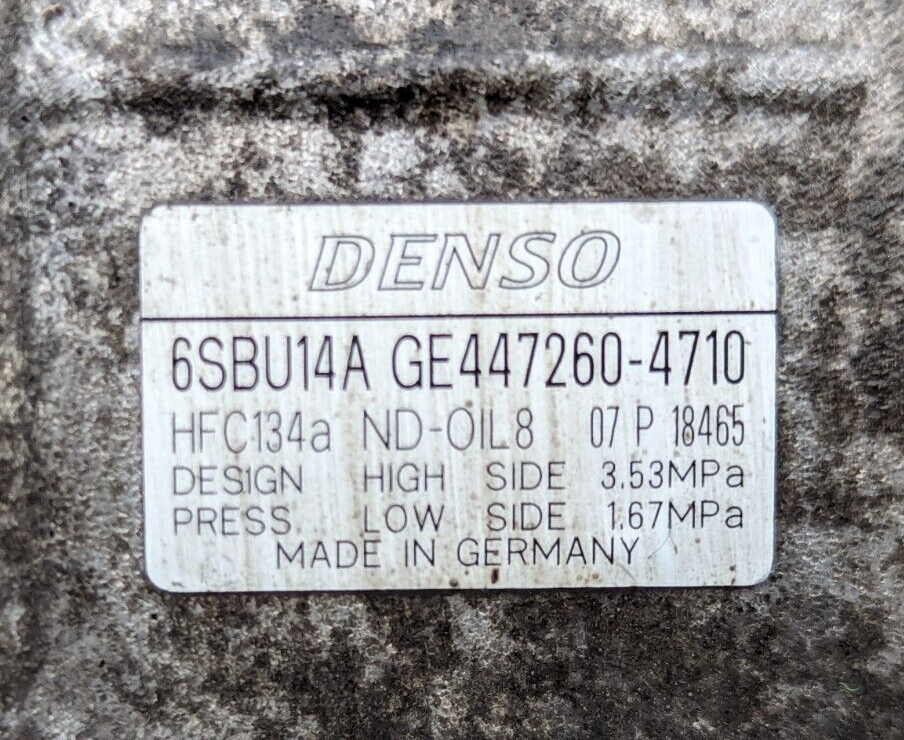 DENSO
6SBU14A GE447260-4710
HFC134a ND-OIL8 07 P 18465
DESIGN HIGH SIDE 3.53MPa
PRESS. LOW SIDE 1.67MPa
MADE IN GERMANY